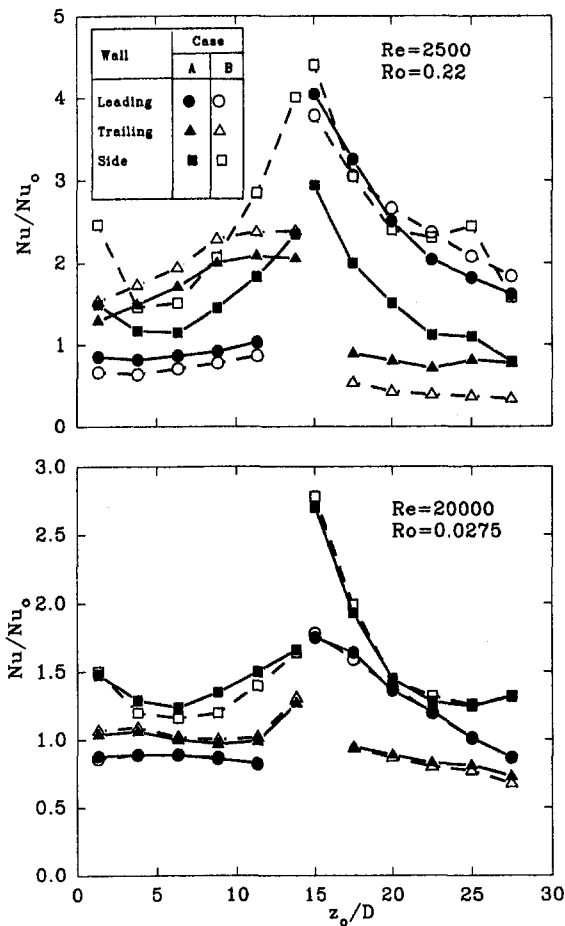 5
4
3
2
1
0
Nu/Nuₒ
Wall
Case
A
B
Leading
Trailing
Side
Re=2500
Ro=0.22
3.0
2.5
2.0
1.5
1.0
0.5
0.0
Nu/Nuₒ
Re=20000
Ro=0.0275
0 5 10 15 20 25 30
zₒ/D